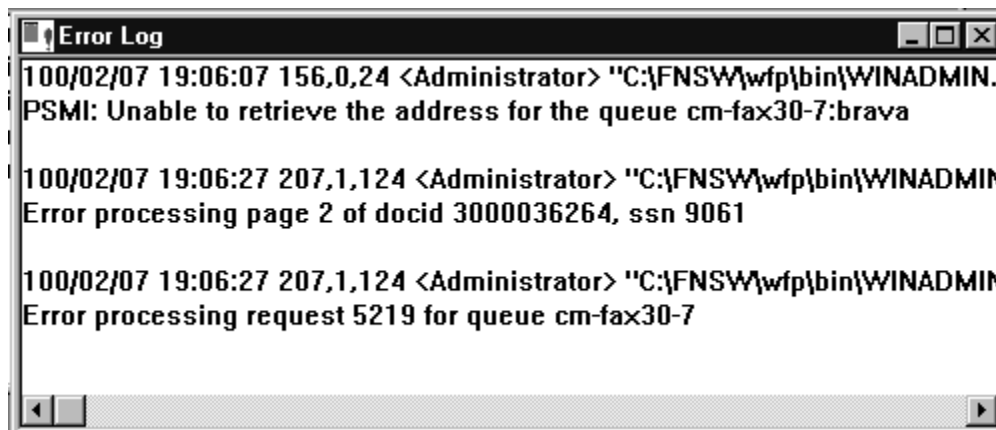 Error Log
100/02/07 19:06:07 156,0,24 <Administrator> "C:\FNSW\wfp\bin\WINADMIN.
PSMI: Unable to retrieve the address for the queue cm-fax30-7:brava
100/02/07 19:06:27 207,1,124 <Administrator> "C:\FNSW\wfp\bin\WINADMIN
Error processing page 2 of docid 3000036264, ssn 9061
100/02/07 19:06:27 207,1,124 <Administrator> "C:\FNSW\wfp\bin\WINADMIN
Error processing request 5219 for queue cm-fax30-7